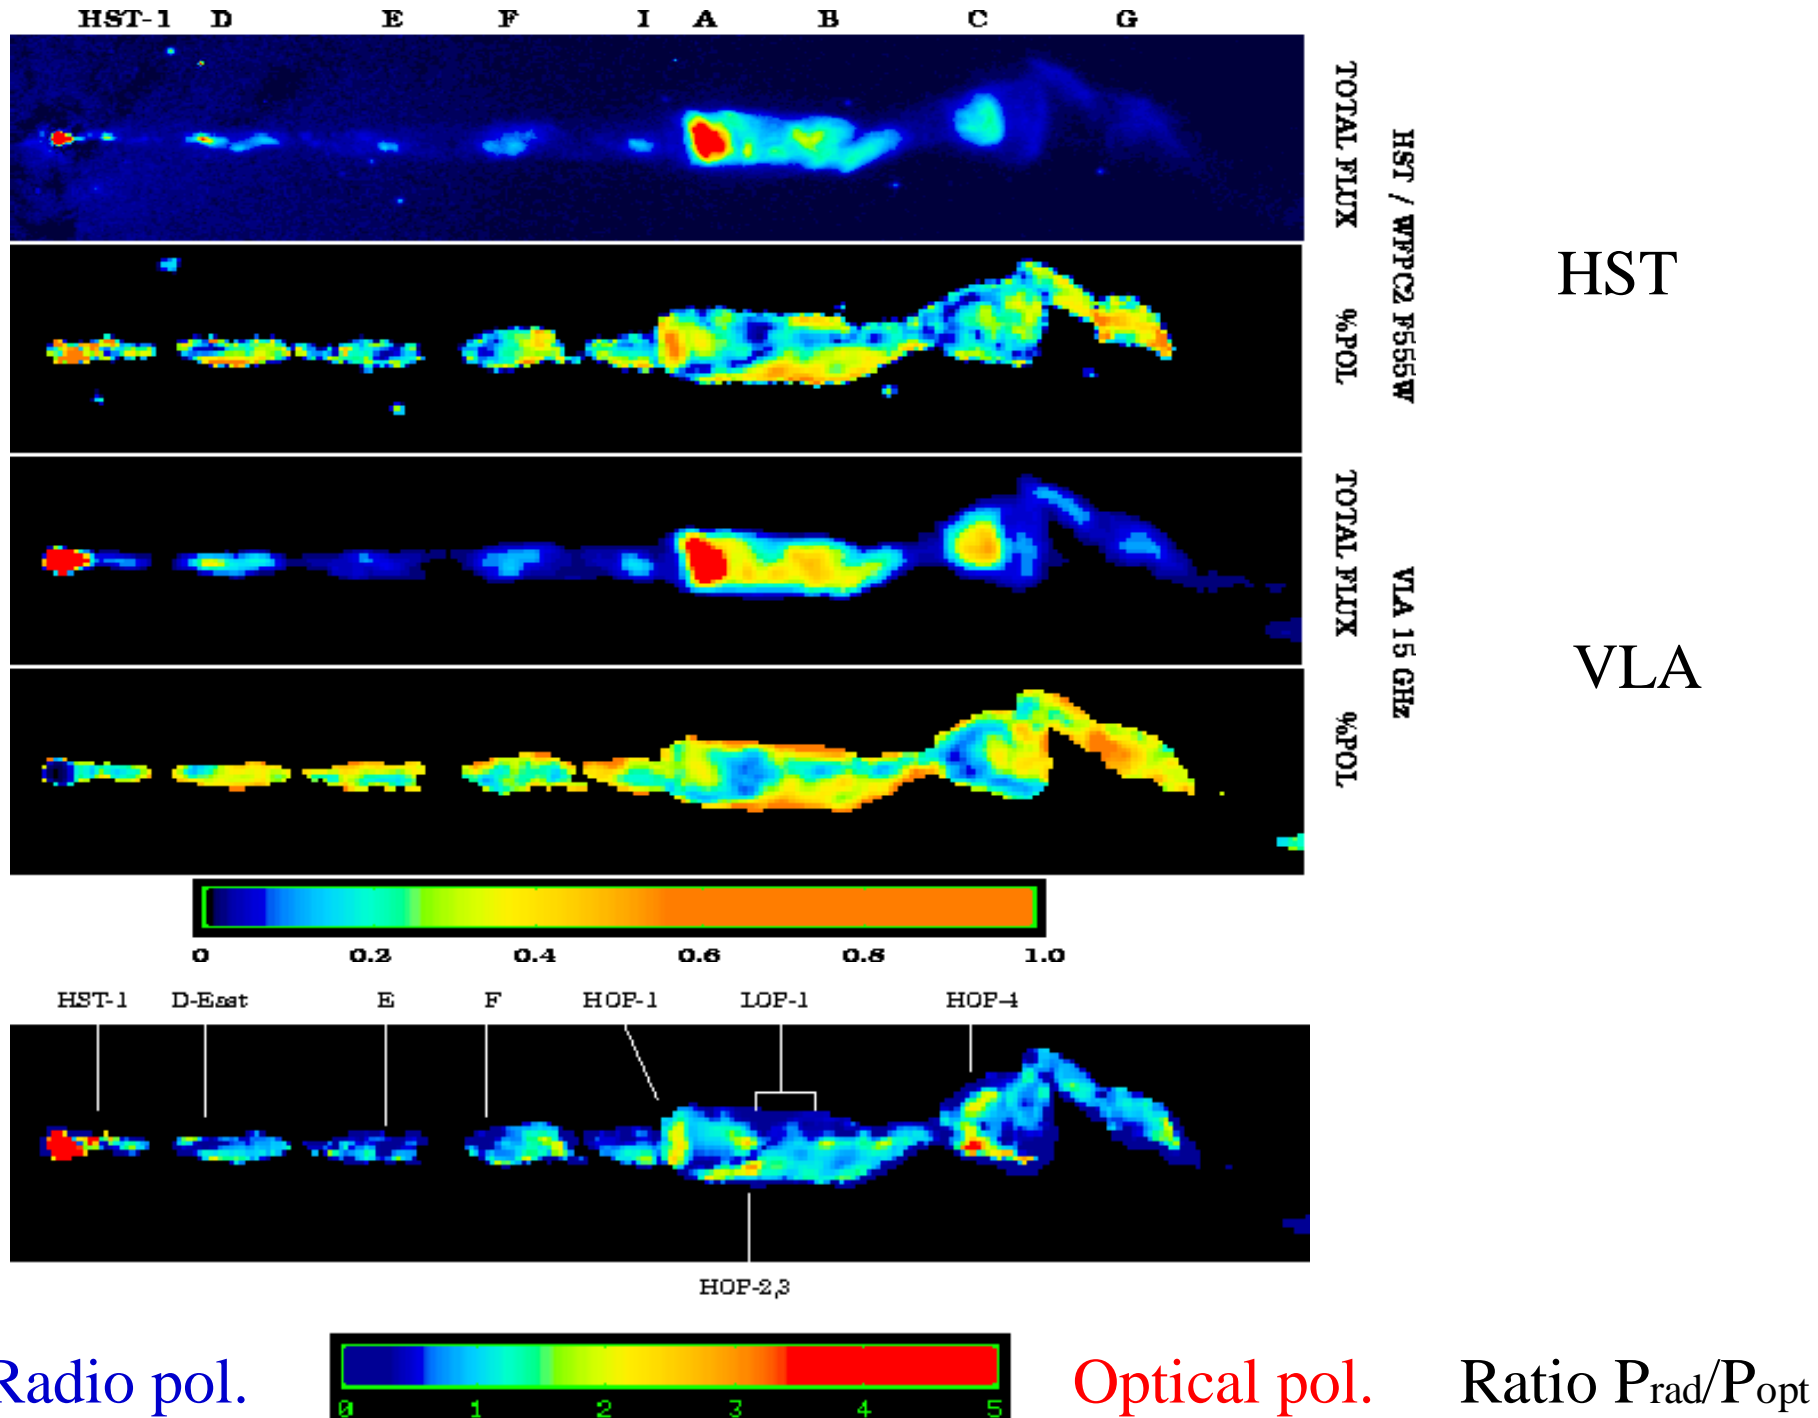 HST-1 D E F I A B C G
TOTAL FLUX
%POL
HST / WFPC2 F555W
HST
TOTAL FLUX
%POL
VLA 15 GHz
VLA
0 0.2 0.4 0.6 0.8 1.0
HST-1 D-East E F HOP-1 LOP-1 HOP-4
HOP-2,3
Radio pol.
0 1 2 3 4 5
Optical pol.
Ratio Prad/Popt